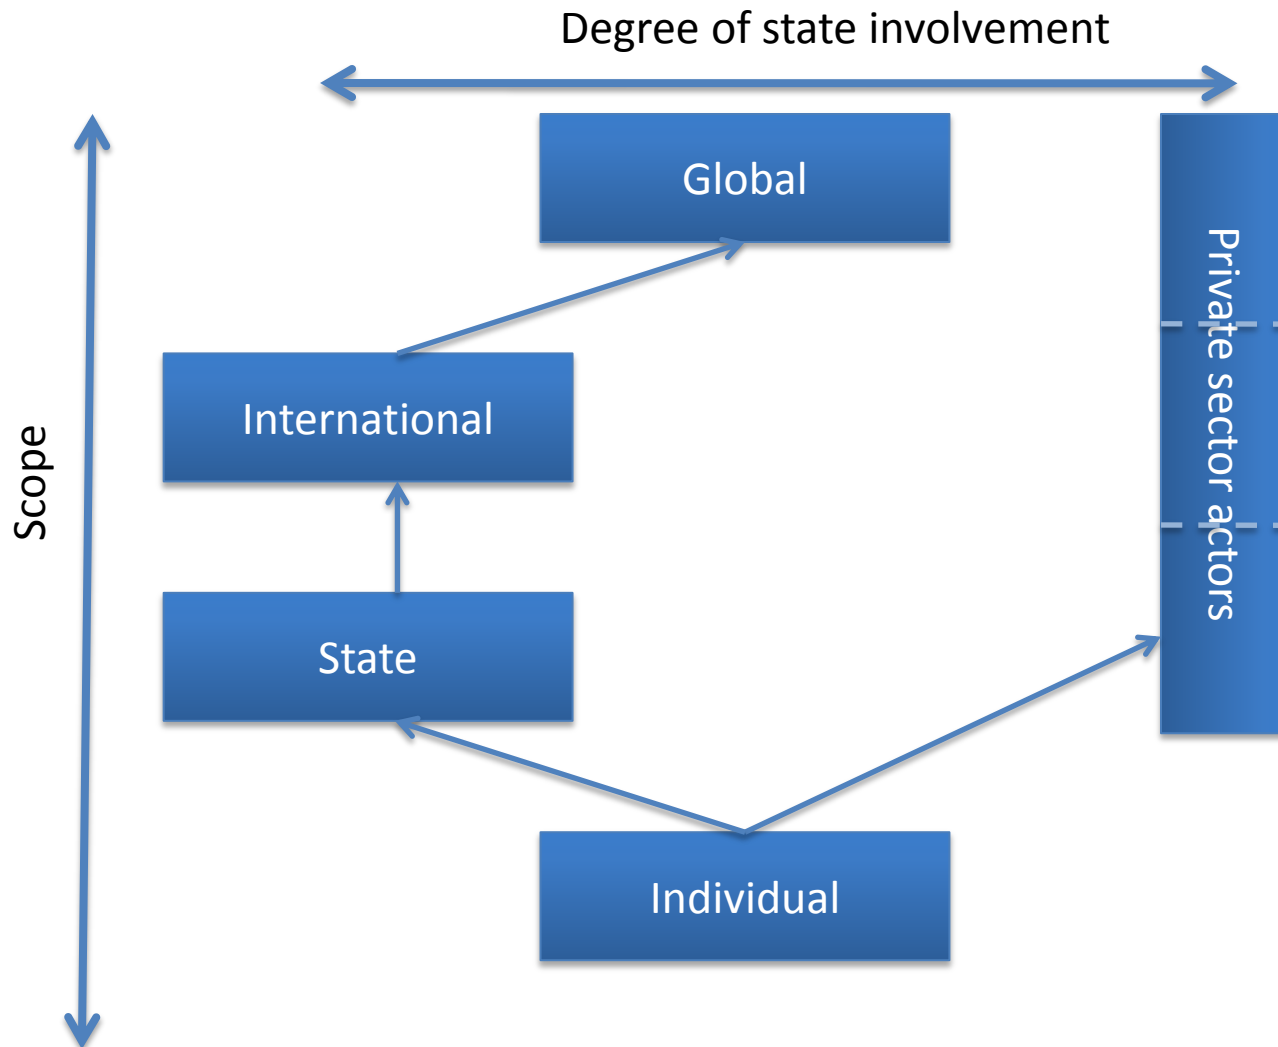 Degree of state involvement
Global
Private sector actors
International
Scope
State
Individual